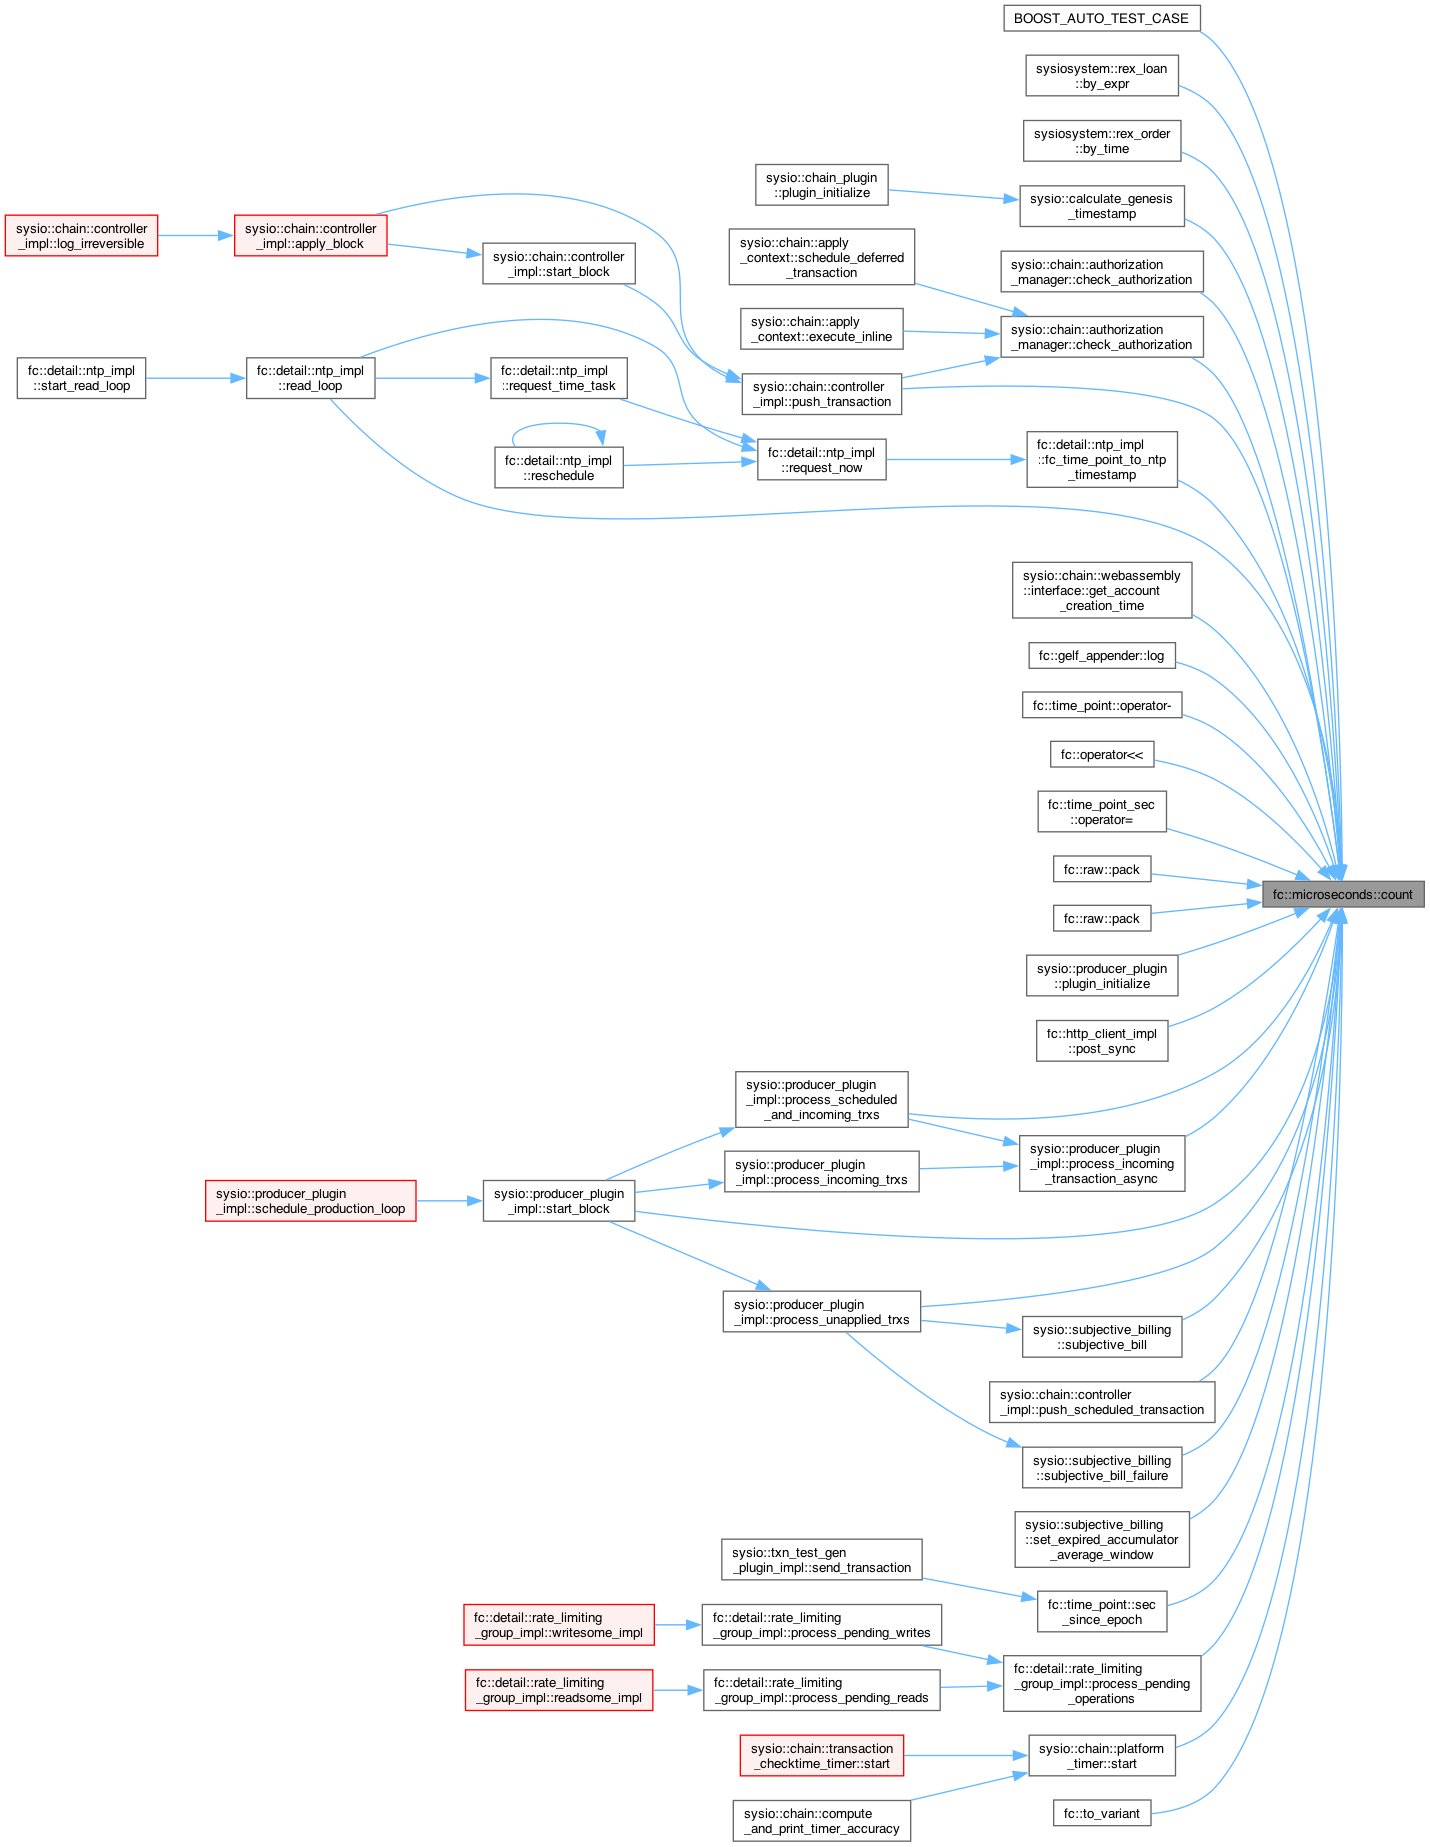 BOOST_AUTO_TEST_CASE
sysiosystem::rex_loan
::by_expr
sysiosystem::rex_order
::by_time
sysio::chain_plugin
::plugin_initialize
sysio::calculate_genesis
_timestamp
sysio::chain::controller
_impl::log_irreversible
sysio::chain::controller
_impl::apply_block
sysio::chain::controller
_impl::start_block
sysio::chain::apply
_context::schedule_deferred
_transaction
sysio::chain::authorization
_manager::check_authorization
sysio::chain::apply
_context::execute_inline
sysio::chain::authorization
_manager::check_authorization
fc::detail::ntp_impl
::start_read_loop
fc::detail::ntp_impl
::read_loop
fc::detail::ntp_impl
::request_time_task
sysio::chain::controller
_impl::push_transaction
fc::detail::ntp_impl
::reschedule
fc::detail::ntp_impl
::request_now
fc::detail::ntp_impl
::fc_time_point_to_ntp
_timestamp
sysio::chain::webassembly
::interface::get_account
_creation_time
fc::gelf_appender::log
fc::time_point::operator-
fc::operator<<
fc::time_point_sec
::operator=
fc::raw::pack
fc::microseconds::count
fc::raw::pack
sysio::producer_plugin
::plugin_initialize
fc::http_client_impl
::post_sync
sysio::producer_plugin
_impl::process_scheduled
_and_incoming_trxs
sysio::producer_plugin
_impl::process_incoming
_transaction_async
sysio::producer_plugin
_impl::process_incoming_trxs
sysio::producer_plugin
_impl::schedule_production_loop
sysio::producer_plugin
_impl::start_block
sysio::producer_plugin
_impl::process_unapplied_trxs
sysio::subjective_billing
::subjective_bill
sysio::chain::controller
_impl::push_scheduled_transaction
sysio::subjective_billing
::subjective_bill_failure
sysio::subjective_billing
::set_expired_accumulator
_average_window
sysio::txn_test_gen
_plugin_impl::send_transaction
fc::time_point::sec
_since_epoch
fc::detail::rate_limiting
_group_impl::writesome_impl
fc::detail::rate_limiting
_group_impl::process_pending_writes
fc::detail::rate_limiting
_group_impl::process_pending
_operations
fc::detail::rate_limiting
_group_impl::readsome_impl
fc::detail::rate_limiting
_group_impl::process_pending_reads
sysio::chain::transaction
_checktime_timer::start
sysio::chain::platform
_timer::start
sysio::chain::compute
_and_print_timer_accuracy
fc::to_variant